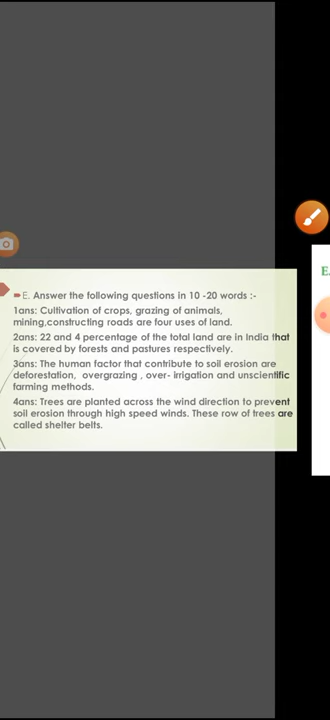 E. Answer the following questions in 10 -20 words :-
1ans: Cultivation of crops, grazing of animals,
mining,constructing roads are four uses of land.
2ans: 22 and 4 percentage of the total land are in India that
is covered by forests and pastures respectively.
3ans: The human factor that contribute to soil erosion are
deforestation,  overgrazing , over- irrigation and unscientific
farming methods.
4ans: Trees are planted across the wind direction to prevent
soil erosion through high speed winds. These row of trees are
called shelter belts.
E.